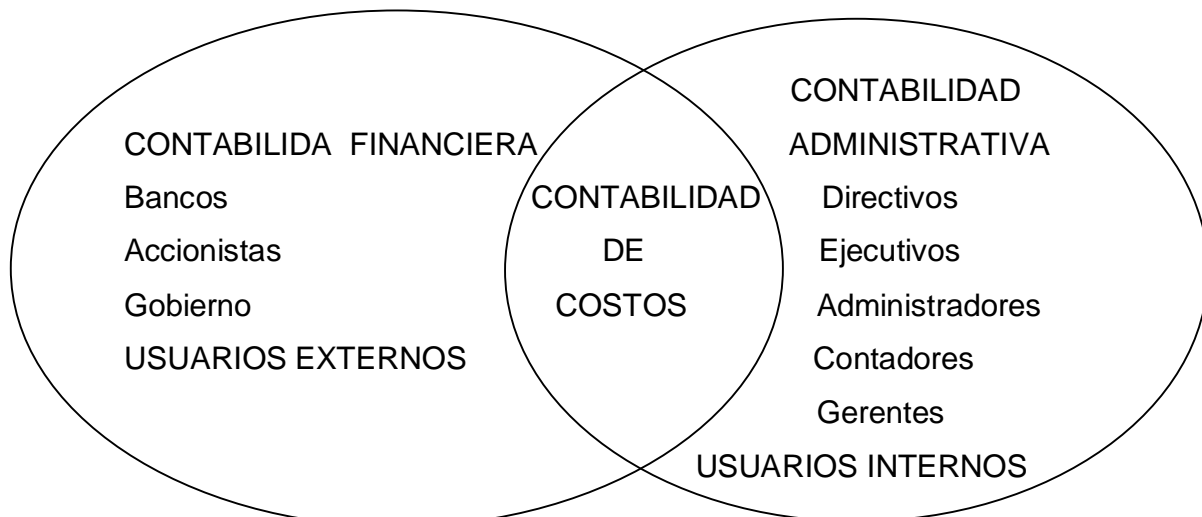 CONTABILIDA FINANCIERA
Bancos
Accionistas
Gobierno
USUARIOS EXTERNOS
CONTABILIDAD
DE
COSTOS
CONTABILIDAD
ADMINISTRATIVA
Directivos
Ejecutivos
Administradores
Contadores
Gerentes
USUARIOS INTERNOS